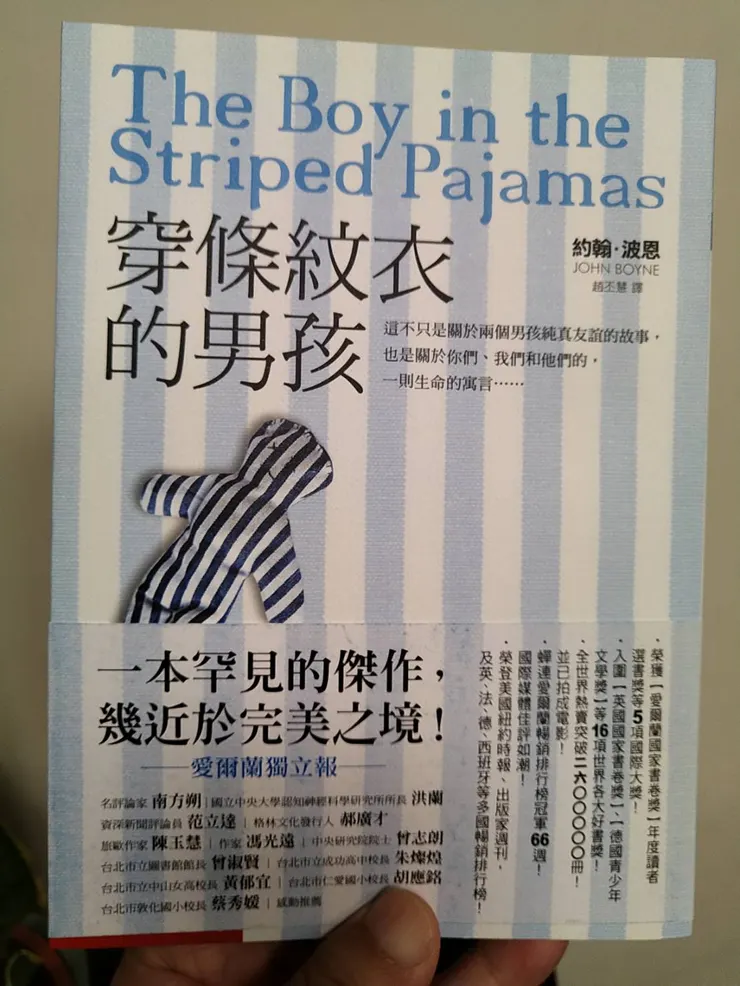 The Boy in the
Striped Pajamas
穿條紋衣
的男孩
約翰·波恩
JOHN BOYNE
趙丕慧 譯
這不只是關於兩個男孩純真友誼的故事，
也是關於你們、我們和他們的，
一則生命的寓言……
一本罕見的傑作，
幾近於完美之境！
——愛爾蘭獨立報——
名評論家 南方朔｜國立中央大學認知神經科學研究所所長 洪蘭
資深新聞評論員 范立達｜格林文化發行人 郝廣才
旅歐作家 陳玉慧｜作家 馮光遠｜中央研究院院士 曾志朗
台北市立圖書館館長 曾淑賢｜台北市立成功高中校長 朱燦煌
台北市立中山女高校長 黃郁宜｜台北市仁愛國小校長 胡應銘
台北市敦化國小校長 蔡秀媛｜感動推薦
·榮獲【愛爾蘭國家書卷獎】年度讀者
選書獎等5項國際大獎！
·入圍【英國國家書卷獎】、【德國青少年
文學獎】等16項世界各大好書獎！
·全世界熱賣突破二六〇〇〇〇〇冊！
並已拍成電影！
·蟬連愛爾蘭暢銷排行榜冠軍66週！
國際媒體佳評如潮！
·榮登美國紐約時報、出版家週刊，
及英、法、德、西班牙等多國暢銷排行榜！